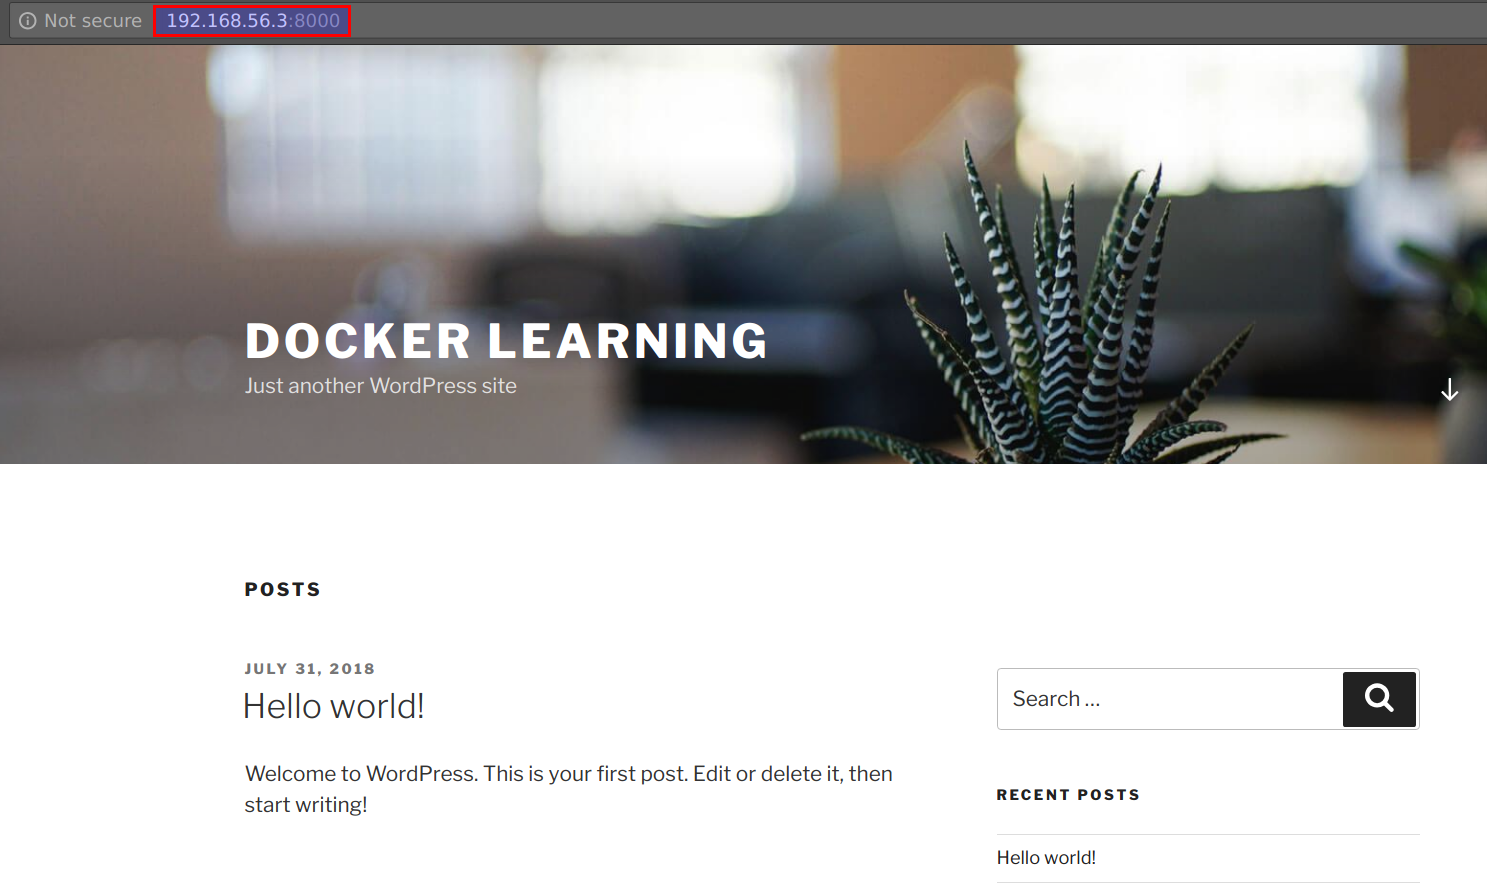 Not secure 192.168.56.3:8000
DOCKER LEARNING
Just another WordPress site
POSTS
JULY 31, 2018
Hello world!
Welcome to WordPress. This is your first post. Edit or delete it, then
start writing!
Search …
RECENT POSTS
Hello world!